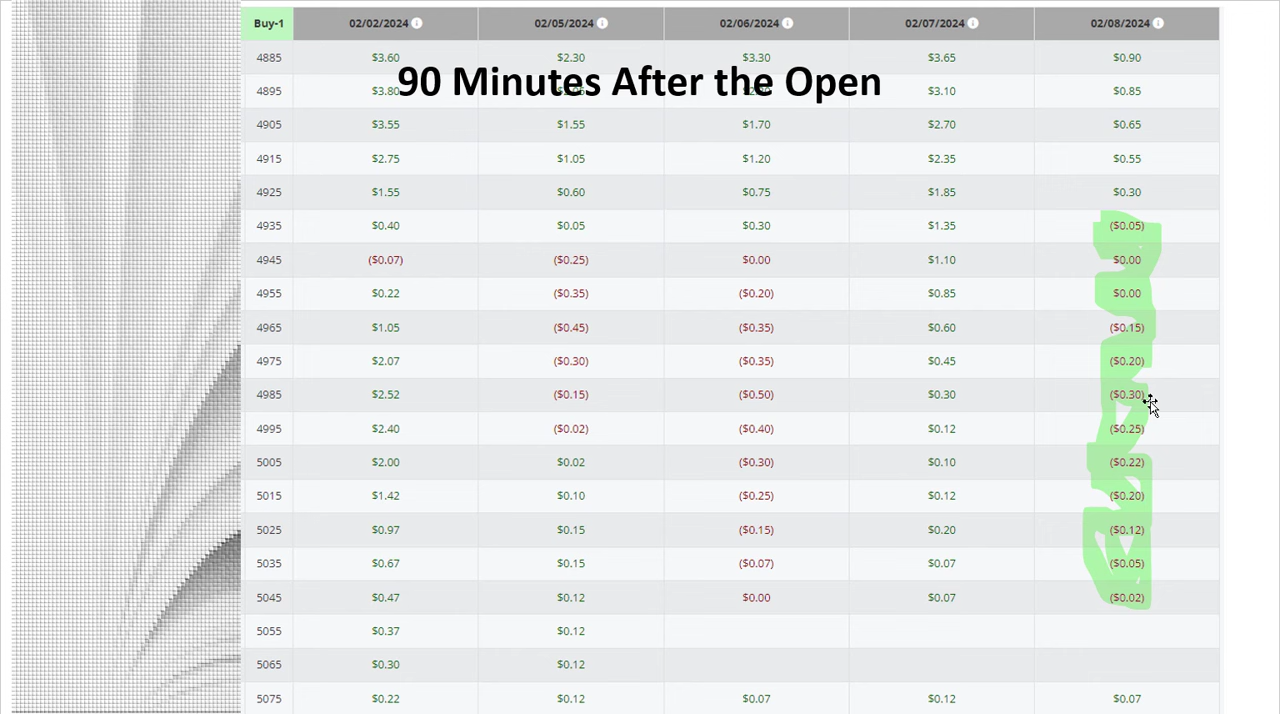 Buy-1 02/02/2024 02/05/2024 02/06/2024 02/07/2024 02/08/2024
4885 $3.60 $2.30 $3.30 $3.65 $0.90
90 Minutes After the Open
4895 $3.80 $3.10 $0.85
4905 $3.55 $1.55 $1.70 $2.70 $0.65
4915 $2.75 $1.05 $1.20 $2.35 $0.55
4925 $1.55 $0.60 $0.75 $1.85 $0.30
4935 $0.40 $0.05 $0.30 $1.35 ($0.05)
4945 ($0.07) ($0.25) $0.00 $1.10 $0.00
4955 $0.22 ($0.35) ($0.20) $0.85 $0.00
4965 $1.05 ($0.45) ($0.35) $0.60 ($0.15)
4975 $2.07 ($0.30) ($0.35) $0.45 ($0.20)
4985 $2.52 ($0.15) ($0.50) $0.30 ($0.30)
4995 $2.40 ($0.02) ($0.40) $0.12 ($0.25)
5005 $2.00 $0.02 ($0.30) $0.10 ($0.22)
5015 $1.42 $0.10 ($0.25) $0.12 ($0.20)
5025 $0.97 $0.15 ($0.15) $0.20 ($0.12)
5035 $0.67 $0.15 ($0.07) $0.07 ($0.05)
5045 $0.47 $0.12 $0.00 $0.07 ($0.02)
5055 $0.37 $0.12
5065 $0.30 $0.12
5075 $0.22 $0.12 $0.07 $0.12 $0.07